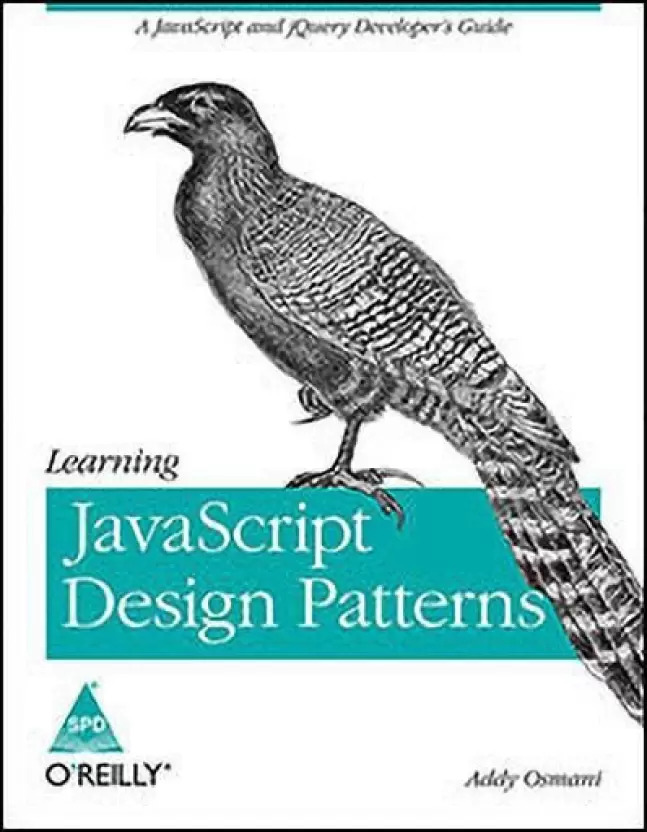 A JavaScript and jQuery Developer's Guide
Learning
JavaScript
Design Patterns
SPD
O'REILLY®
Addy Osmani